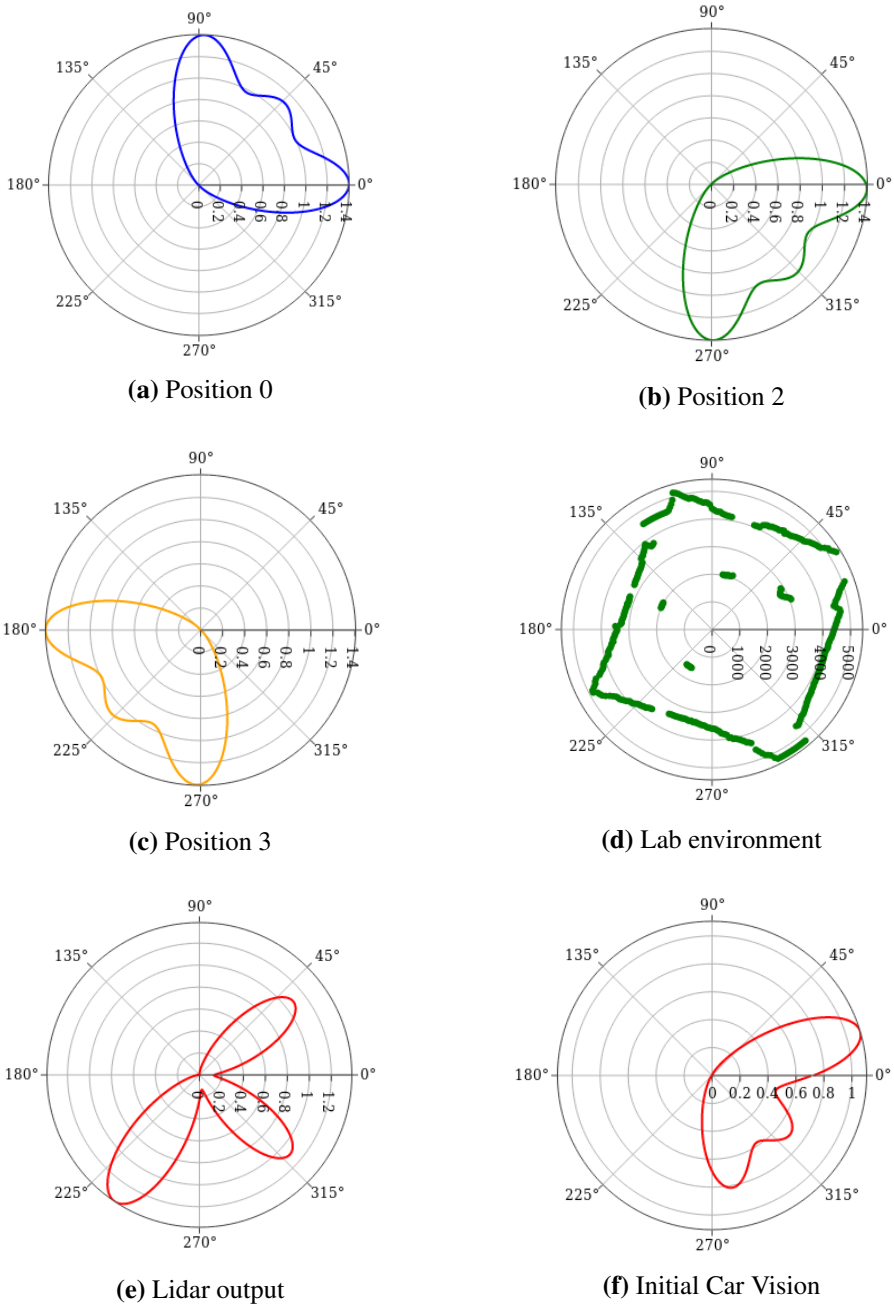 90° 90°
135° 45° 135° 45°
180° 0° 180° 0°
0 0.2 0.4 0.6 0.8 1 1.2 1.4 0 0.2 0.4 0.6 0.8 1 1.2 1.4
225° 315° 225° 315°
270° 270°
(a) Position 0
(b) Position 2
90° 90°
135° 45° 135° 45°
180° 0° 180° 0°
0 0.2 0.4 0.6 0.8 1 1.2 1.4 0 1000 2000 3000 4000 5000
225° 315° 225° 315°
270° 270°
(c) Position 3 (d) Lab environment
90° 90°
135° 45° 135° 45°
180° 0° 180° 0°
0 0.2 0.4 0.6 0.8 1 1.2 0 0.2 0.4 0.6 0.8 1
225° 315° 225° 315°
270° 270°
(e) Lidar output (f) Initial Car Vision